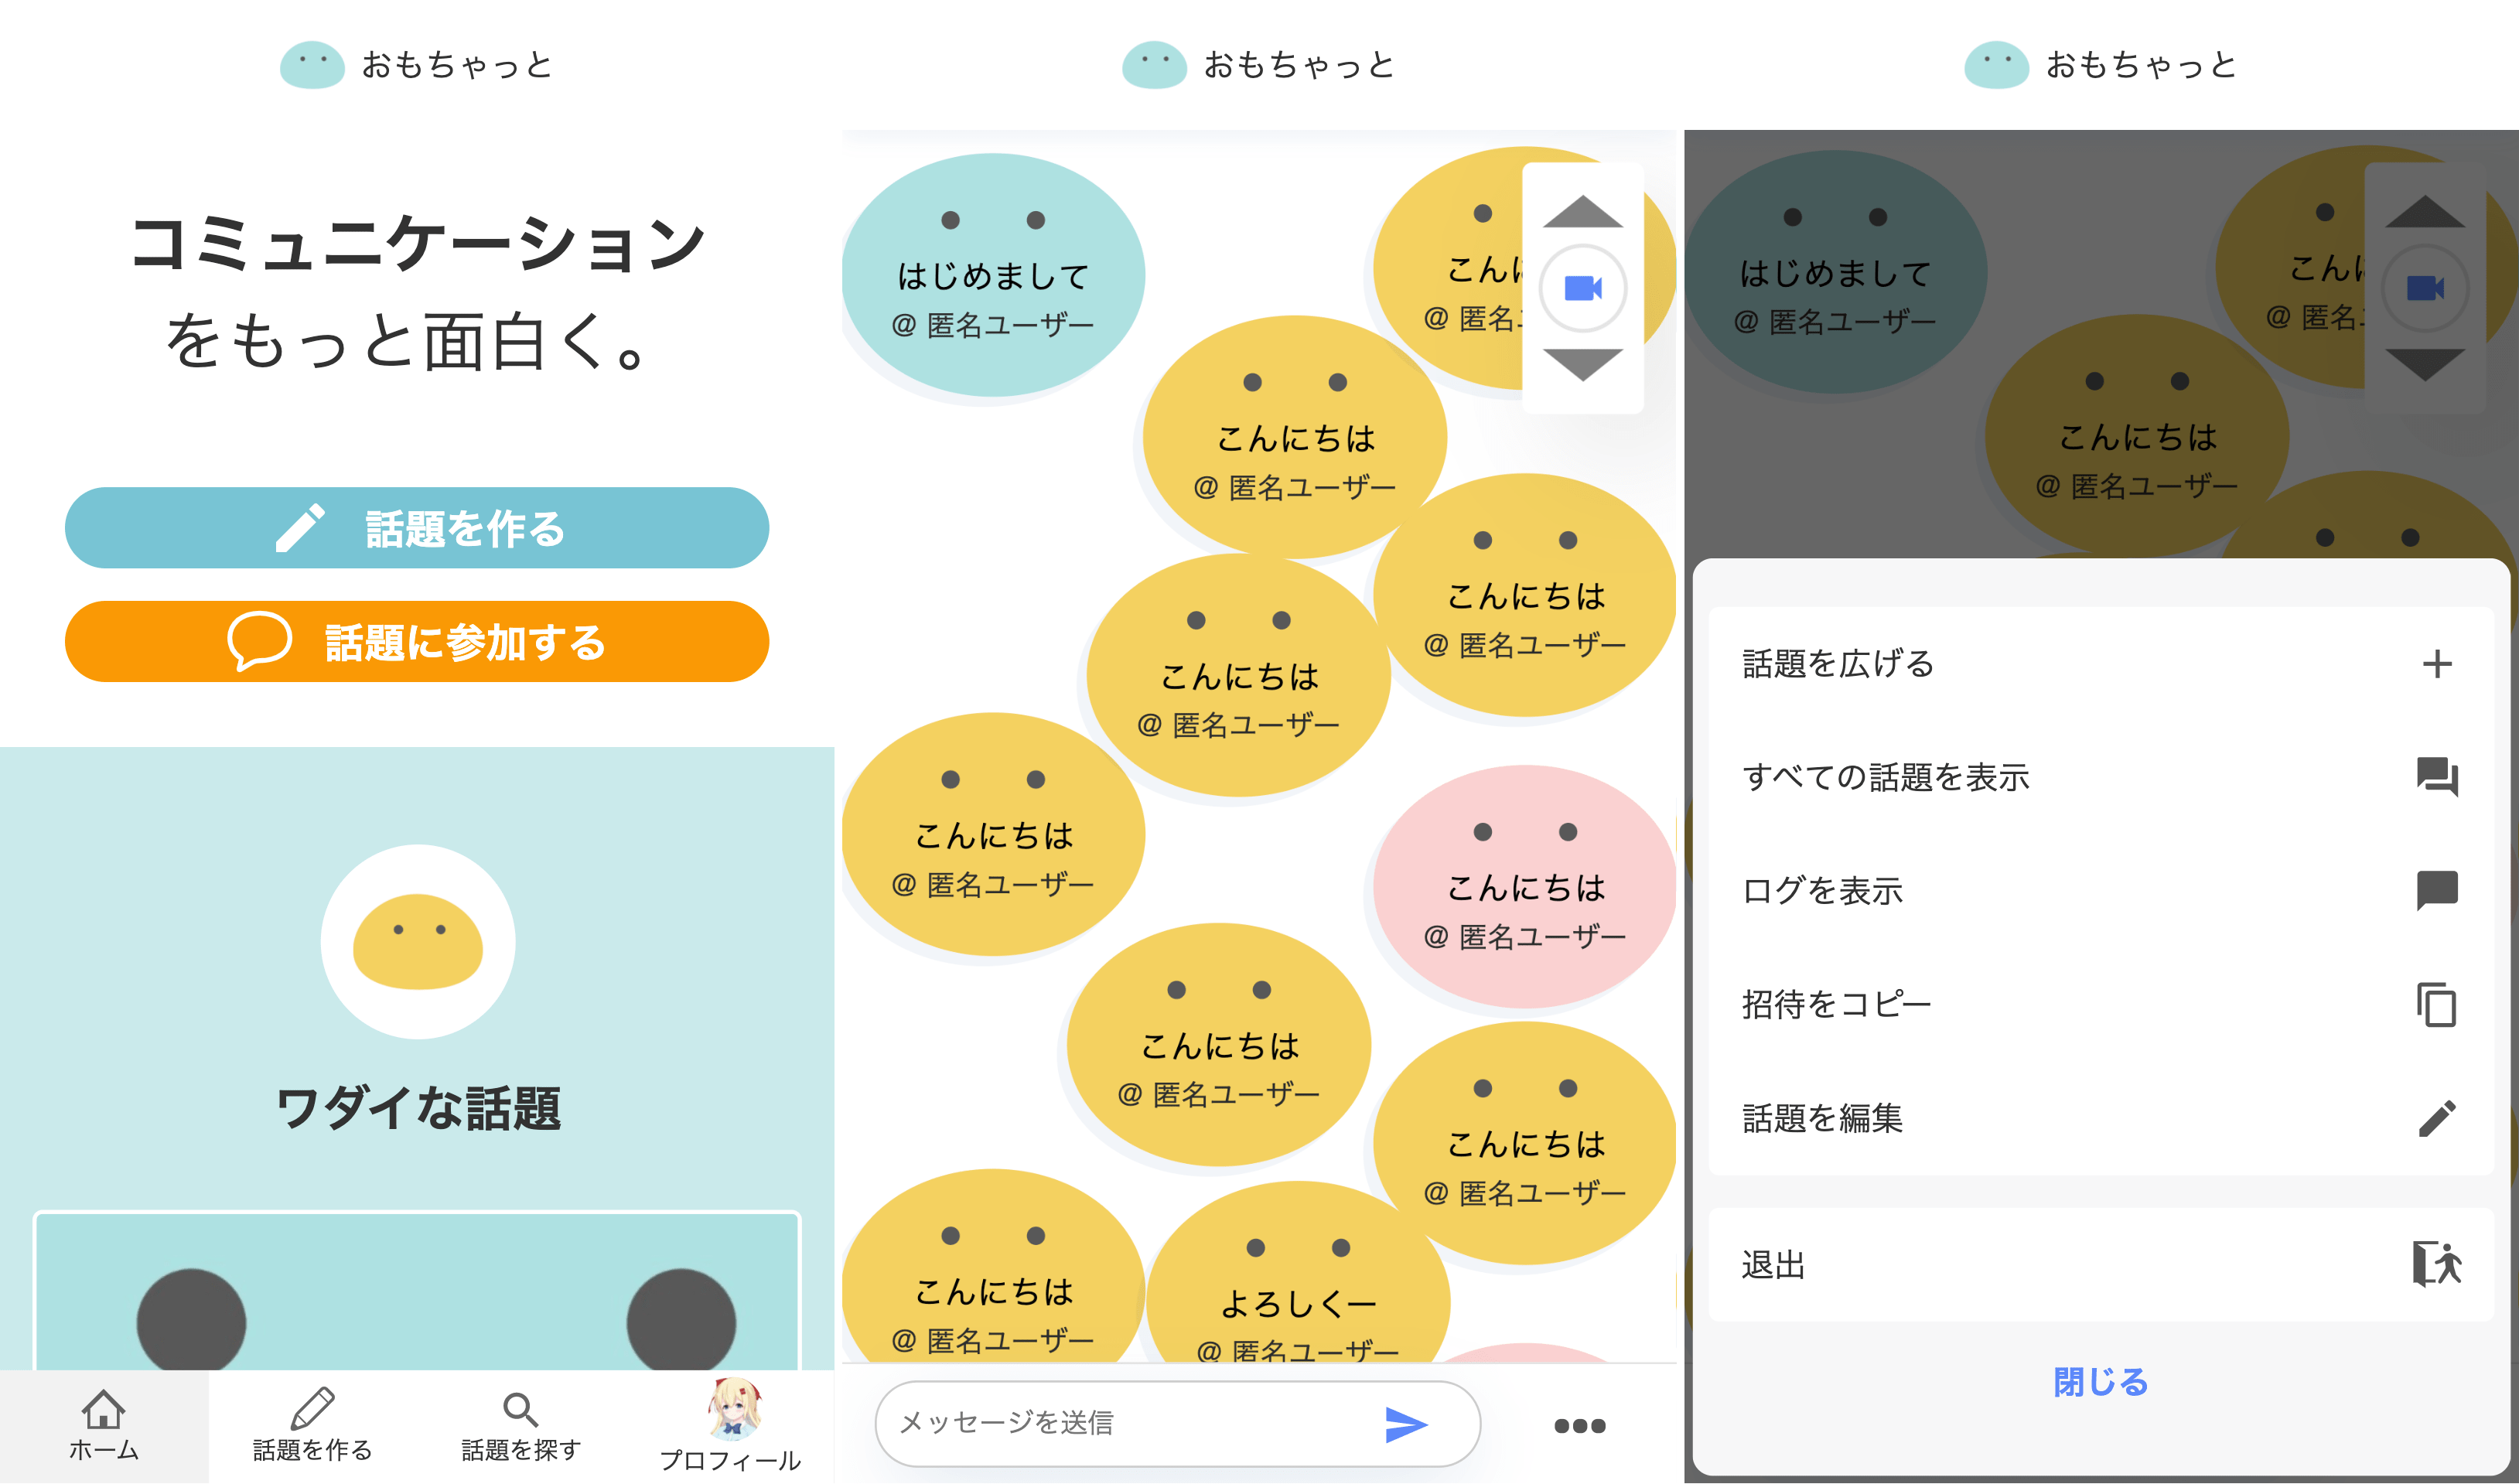 おもちゃっと
コミュニケーション
をもっと面白く。
話題を作る
話題に参加する
ワダイな話題
ホーム
話題を作る
話題を探す
プロフィール
おもちゃっと
はじめまして
@ 匿名ユーザー
こんに
@ 匿名
こんにちは
@ 匿名ユーザー
こんにちは
@ 匿名ユーザー
こんにちは
@ 匿名ユーザー
こんにちは
@ 匿名ユーザー
こんにちは
@ 匿名ユーザー
こんにちは
@ 匿名ユーザー
こんにちは
@ 匿名ユーザー
こんにちは
@ 匿名ユーザー
よろしくー
@ 匿名ユーザー
メッセージを送信
おもちゃっと
はじめまして
@ 匿名ユーザー
こんに
@ 匿名
こんにちは
@ 匿名ユーザー
話題を広げる
すべての話題を表示
ログを表示
招待をコピー
話題を編集
退出
閉じる